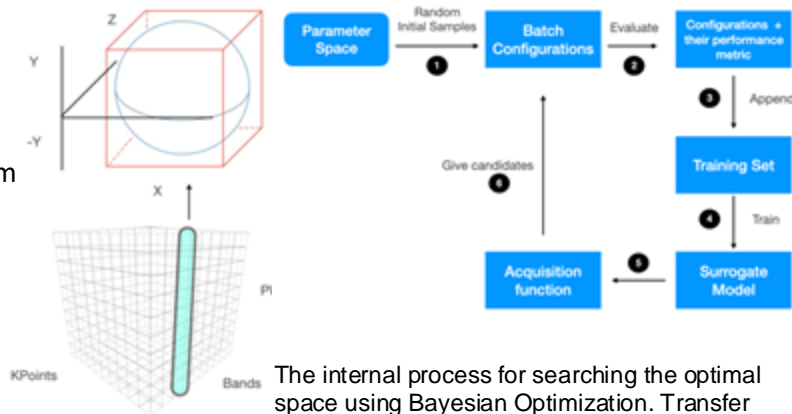 Z
Y
-Y
m
X
KPoints
Bands
Parameter
Space
Random
Initial Samples
1
Batch
Configurations
Evaluate
2
Configurations +
their performance
metric
3
Append
Training Set
4
Train
Surrogate
Model
5
Acquisition
function
Give candidates
6
The internal process for searching the optimal
space using Bayesian Optimization. Transfer